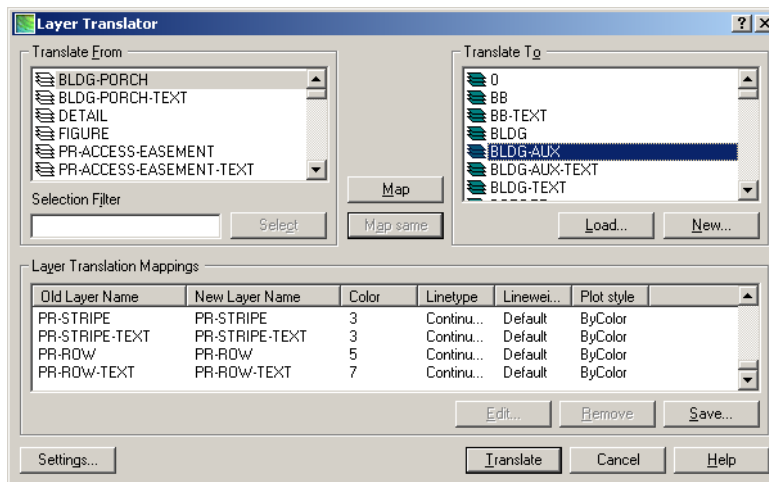 Layer Translator
Translate From
BLDG-PORCH
BLDG-PORCH-TEXT
DETAIL
FIGURE
PR-ACCESS-EASEMENT
PR-ACCESS-EASEMENT-TEXT
Selection Filter
Select
Map
Map same
Translate To
0
BB
BB-TEXT
BLDG
BLDG-AUX
BLDG-AUX-TEXT
BLDG-TEXT
Load...
New...
Layer Translation Mappings
Old Layer Name New Layer Name Color Linetype Linewei... Plot style
PR-STRIPE PR-STRIPE 3 Continu... Default ByColor
PR-STRIPE-TEXT PR-STRIPE-TEXT 3 Continu... Default ByColor
PR-ROW PR-ROW 5 Continu... Default ByColor
PR-ROW-TEXT PR-ROW-TEXT 7 Continu... Default ByColor
Edit... Remove Save...
Settings... Translate Cancel Help